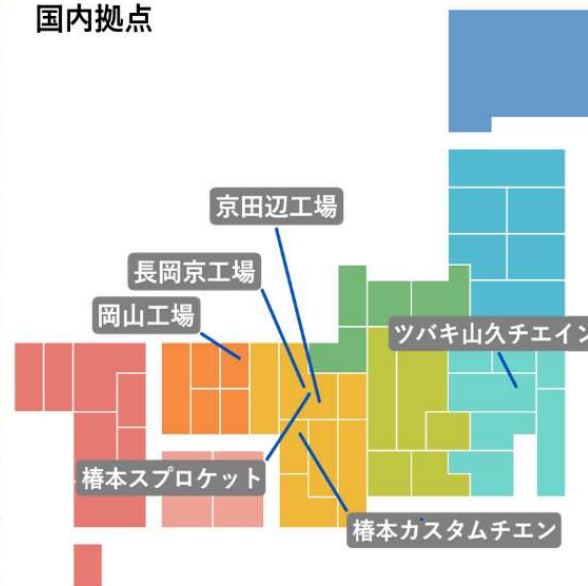 国内拠点
京田辺工場
長岡京工場
岡山工場
ツバキ山久チエイン
椿本スプロケット
椿本カスタムチエン